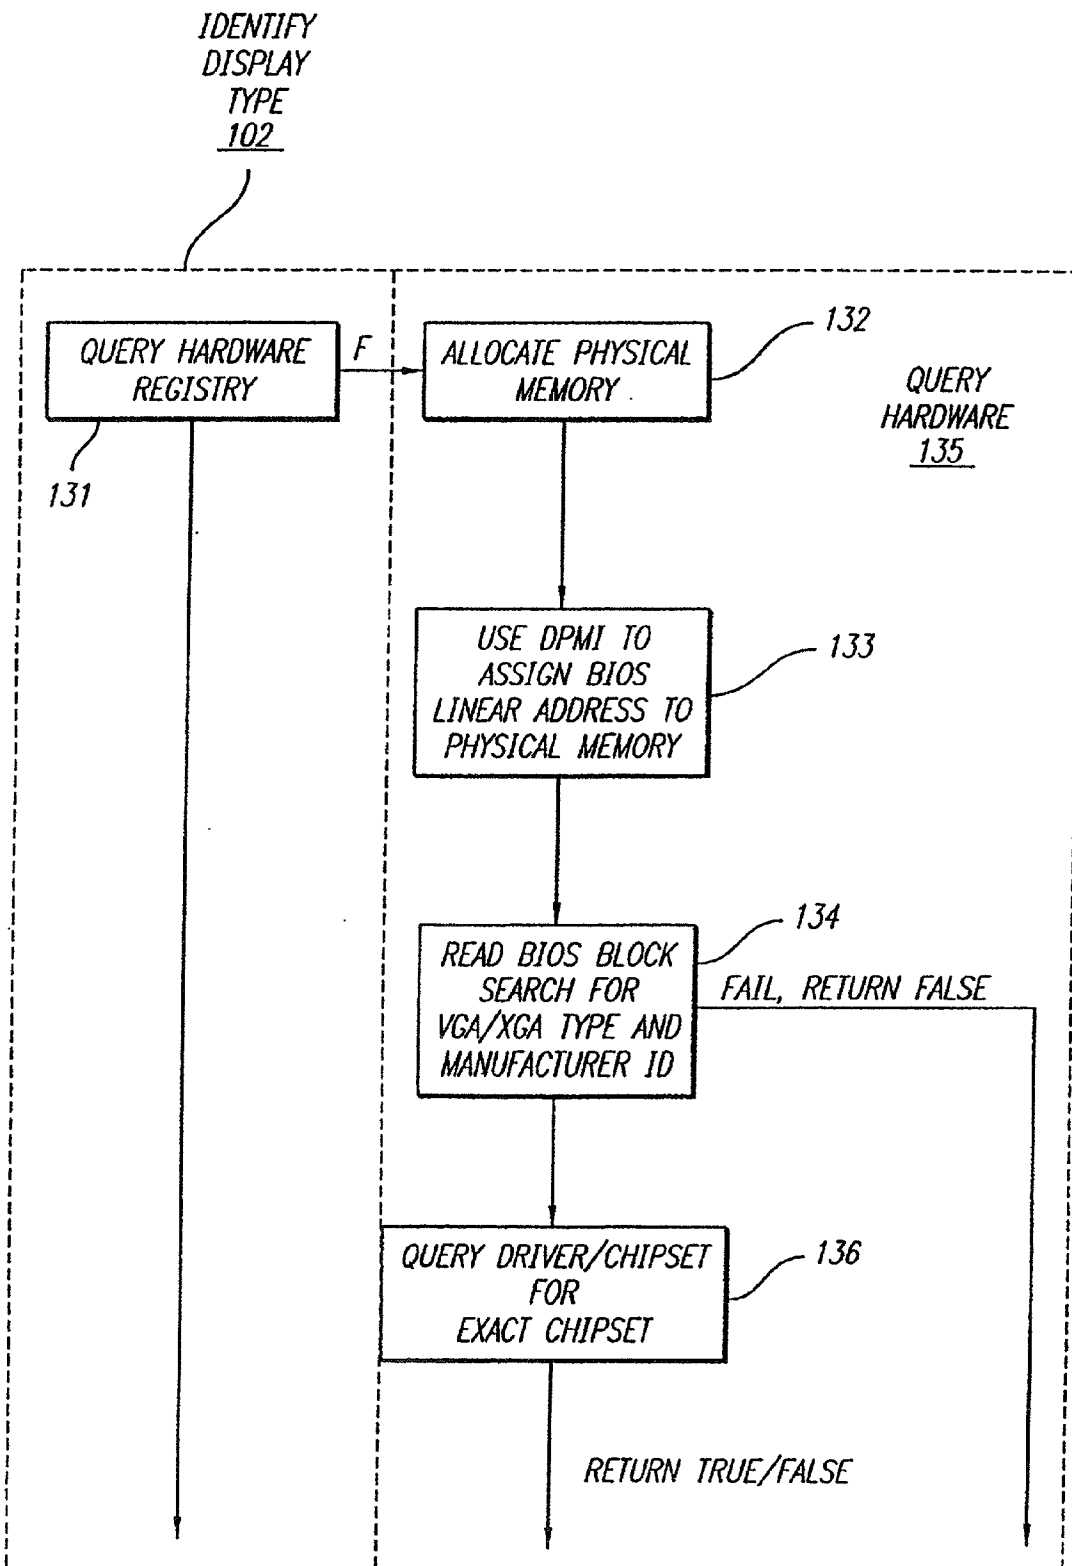 IDENTIFY
DISPLAY
TYPE
102
QUERY HARDWARE
REGISTRY
131
F
ALLOCATE PHYSICAL
MEMORY
132
QUERY
HARDWARE
135
USE DPMI TO
ASSIGN BIOS
LINEAR ADDRESS TO
PHYSICAL MEMORY
133
READ BIOS BLOCK
SEARCH FOR
VGA/XGA TYPE AND
MANUFACTURER ID
134
FAIL, RETURN FALSE
QUERY DRIVER/CHIPSET
FOR
EXACT CHIPSET
136
RETURN TRUE/FALSE